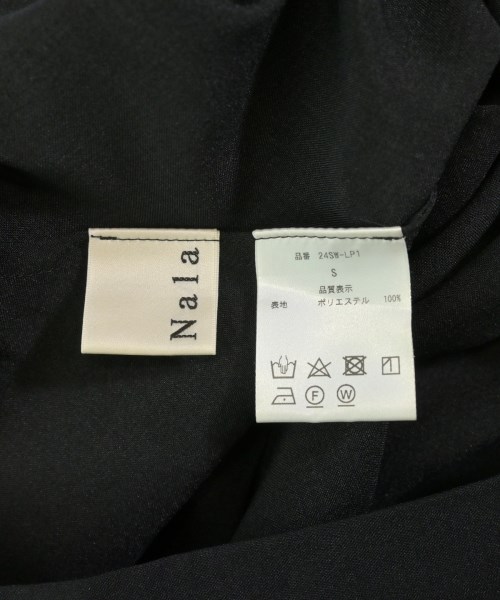 Nala
品番 24SW-LP1
S
品質表示
表地 ポリエステル 100%
F W